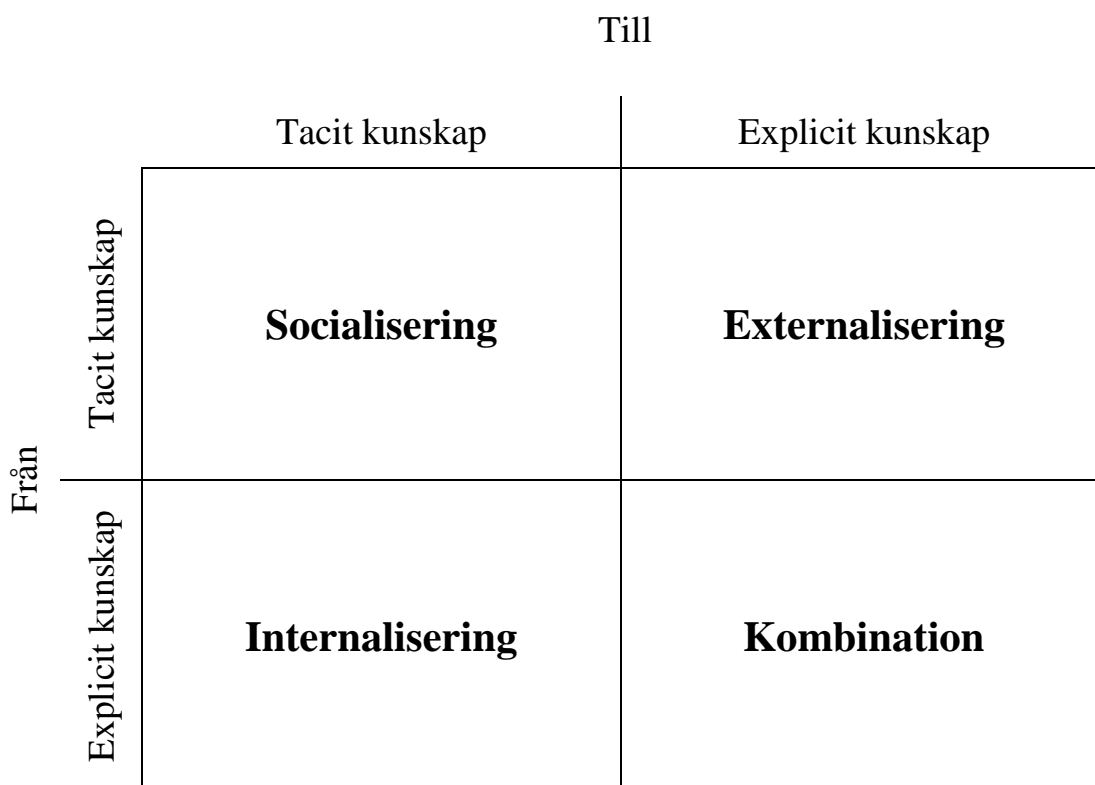 Till
Tacit kunskap
Explicit kunskap
Från
Tacit kunskap
Socialisering
Externalisering
Explicit kunskap
Internalisering
Kombination